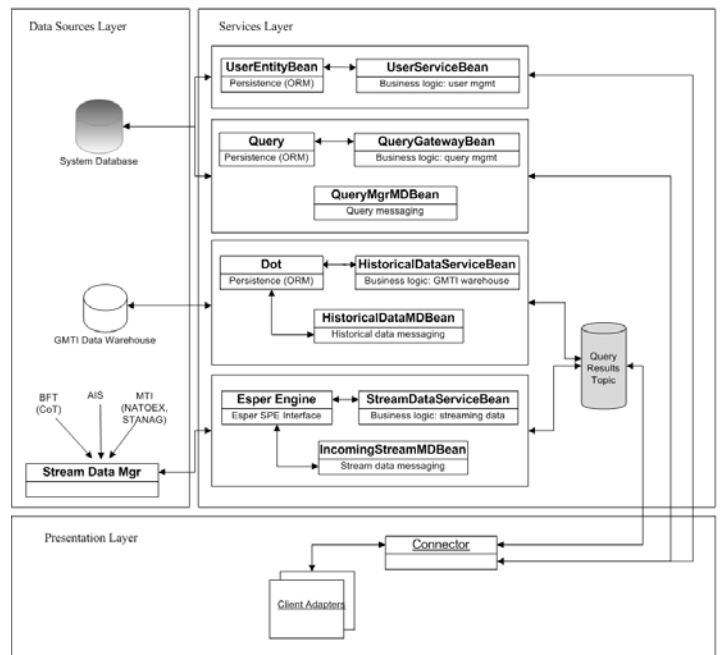 Data Sources Layer
Services Layer
UserEntityBean
Persistence (ORM)
UserServiceBean
Business logic: user mgmt
System Database
Query
Persistence (ORM)
QueryGatewayBean
Business logic: query mgmt
QueryMgrMDBean
Query messaging
Dot
Persistence (ORM)
HistoricalDataServiceBean
Business logic: GMTI warehouse
HistoricalDataMDBean
Historical data messaging
GMTI Data Warehouse
Query
Results
Topic
BFT
(CoT)
AIS
MTI
(NATOEX,
STANAG)
Stream Data Mgr
Esper Engine
Esper SPE Interface
StreamDataServiceBean
Business logic: streaming data
IncomingStreamMDBean
Stream data messaging
Presentation Layer
Connector
Client Adapters